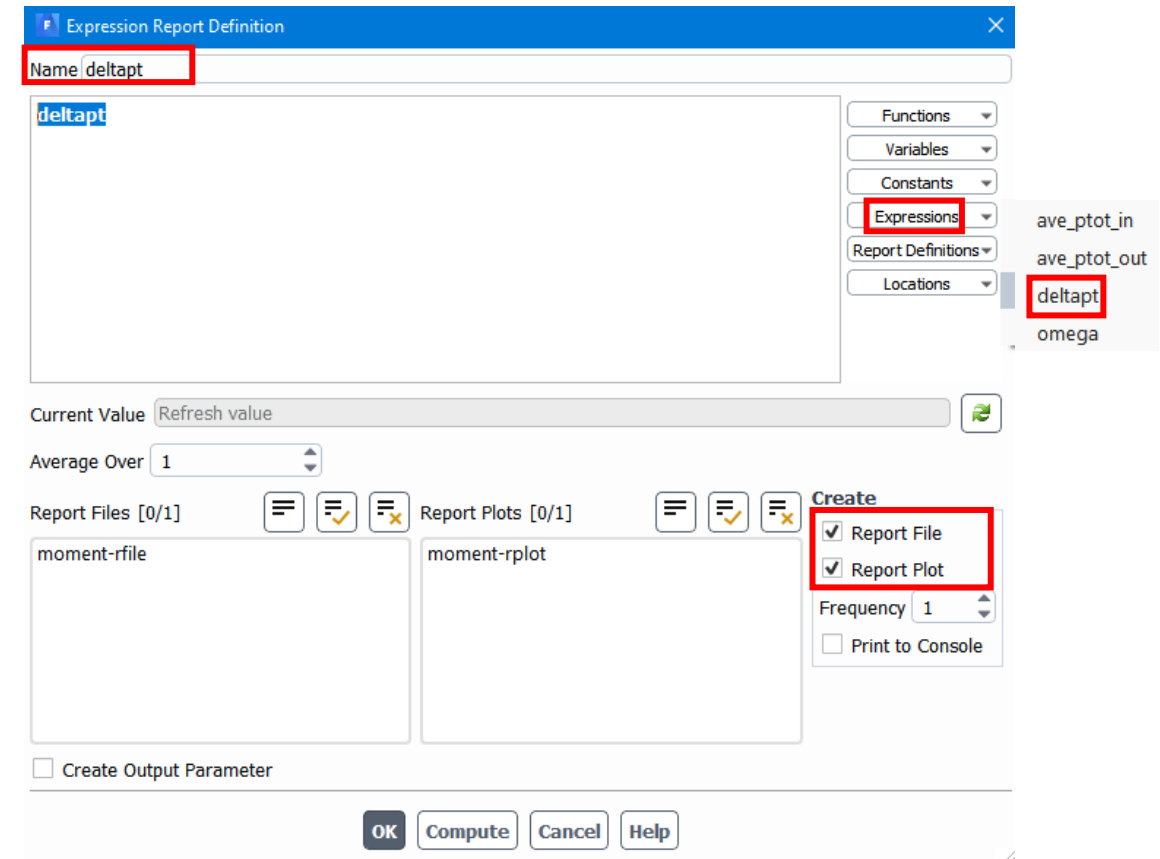 F Expression Report Definition
Name deltapt
deltapt
Functions
Variables
Constants
Expressions
Report Definitions
Locations
ave_ptot_in
ave_ptot_out
deltapt
omega
Current Value Refresh value
Average Over 1
Report Files [0/1]
Report Plots [0/1]
moment-rfile
moment-rplot
Create
Report File
Report Plot
Frequency 1
Print to Console
Create Output Parameter
OK Compute Cancel Help